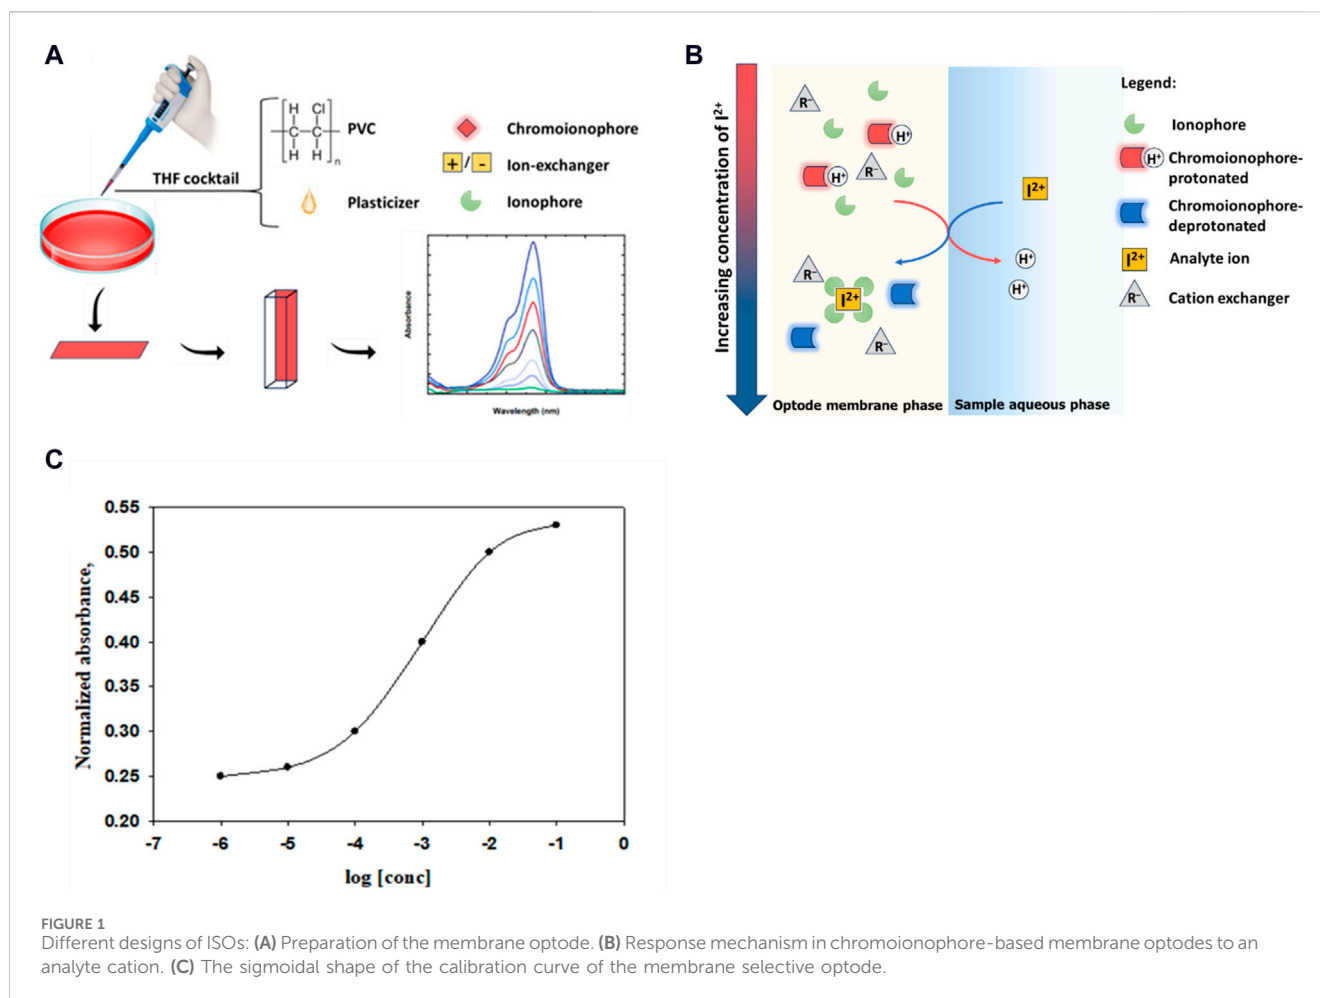 A
H Cl
C C
H H
n
PVC
THF cocktail
Plasticizer
Chromoionophore
+ / - Ion-exchanger
Ionophore
Absorbance
Wavelength (nm)
B
Increasing concentration of I²⁺
R⁻
H⁺
H⁺
R⁻
I²⁺
H⁺
H⁺
R⁻
I²⁺
R⁻
Optode membrane phase
Sample aqueous phase
Legend:
Ionophore
H⁺ Chromoionophore-
protonated
Chromoionophore-
deprotonated
I²⁺ Analyte ion
R⁻ Cation exchanger
C
Normalized absorbance,
0.55
0.50
0.45
0.40
0.35
0.30
0.25
0.20
-7 -6 -5 -4 -3 -2 -1 0
log [conc]
FIGURE 1
Different designs of ISOs: (A) Preparation of the membrane optode. (B) Response mechanism in chromoionophore-based membrane optodes to an
analyte cation. (C) The sigmoidal shape of the calibration curve of the membrane selective optode.